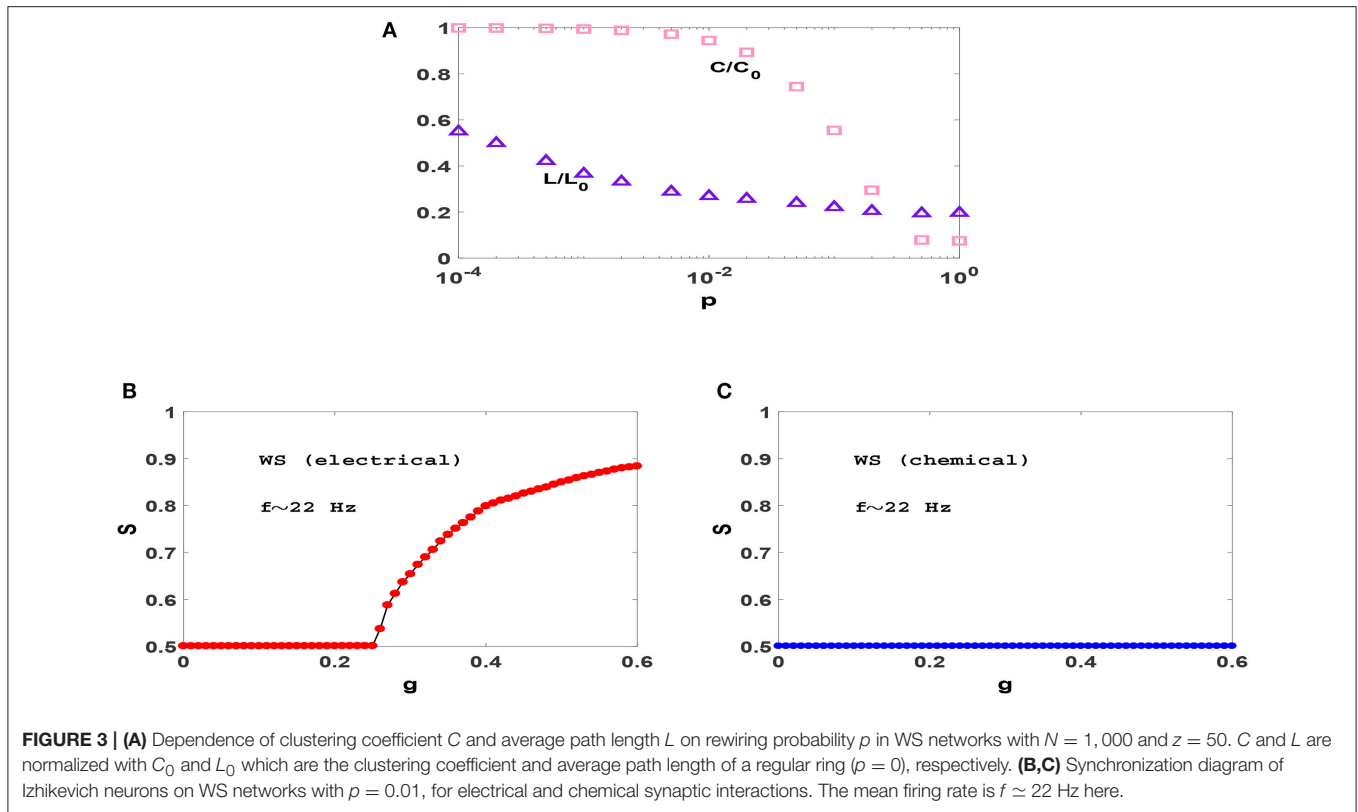 A
1
0.8
0.6
0.4
0.2
0
C/C₀
L/L₀
10⁻⁴ 10⁻² 10⁰
p
B
1
0.9
0.8
0.7
0.6
0.5
S
WS (electrical)
f~22 Hz
0 0.2 0.4 0.6
g
C
1
0.9
0.8
0.7
0.6
0.5
S
WS (chemical)
f~22 Hz
0 0.2 0.4 0.6
g
FIGURE 3 | (A) Dependence of clustering coefficient C and average path length L on rewiring probability p in WS networks with N = 1, 000 and z = 50. C and L are
normalized with C₀ and L₀ which are the clustering coefficient and average path length of a regular ring (p = 0), respectively. (B,C) Synchronization diagram of
Izhikevich neurons on WS networks with p = 0.01, for electrical and chemical synaptic interactions. The mean firing rate is f ≃ 22 Hz here.